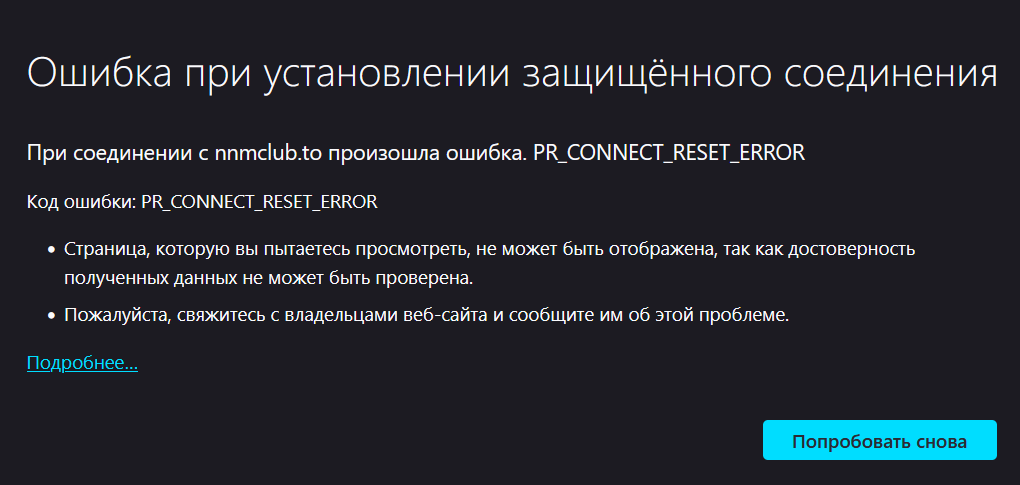 Ошибка при установлении защищённого соединения
При соединении с nnmclub.to произошла ошибка. PR_CONNECT_RESET_ERROR
Код ошибки: PR_CONNECT_RESET_ERROR
• Страница, которую вы пытаетесь просмотреть, не может быть отображена, так как достоверность
полученных данных не может быть проверена.
• Пожалуйста, свяжитесь с владельцами веб-сайта и сообщите им об этой проблеме.
Подробнее...
Попробовать снова